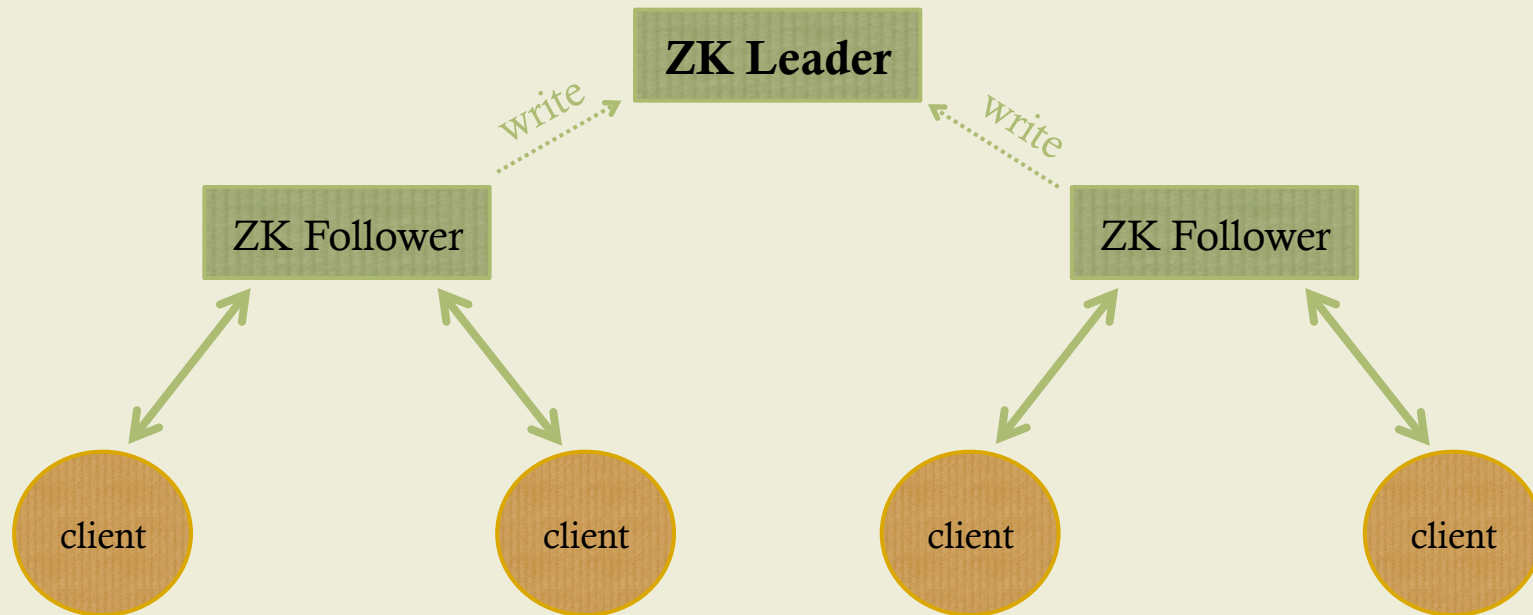 ZK Leader
write
write
ZK Follower
ZK Follower
client
client
client
client